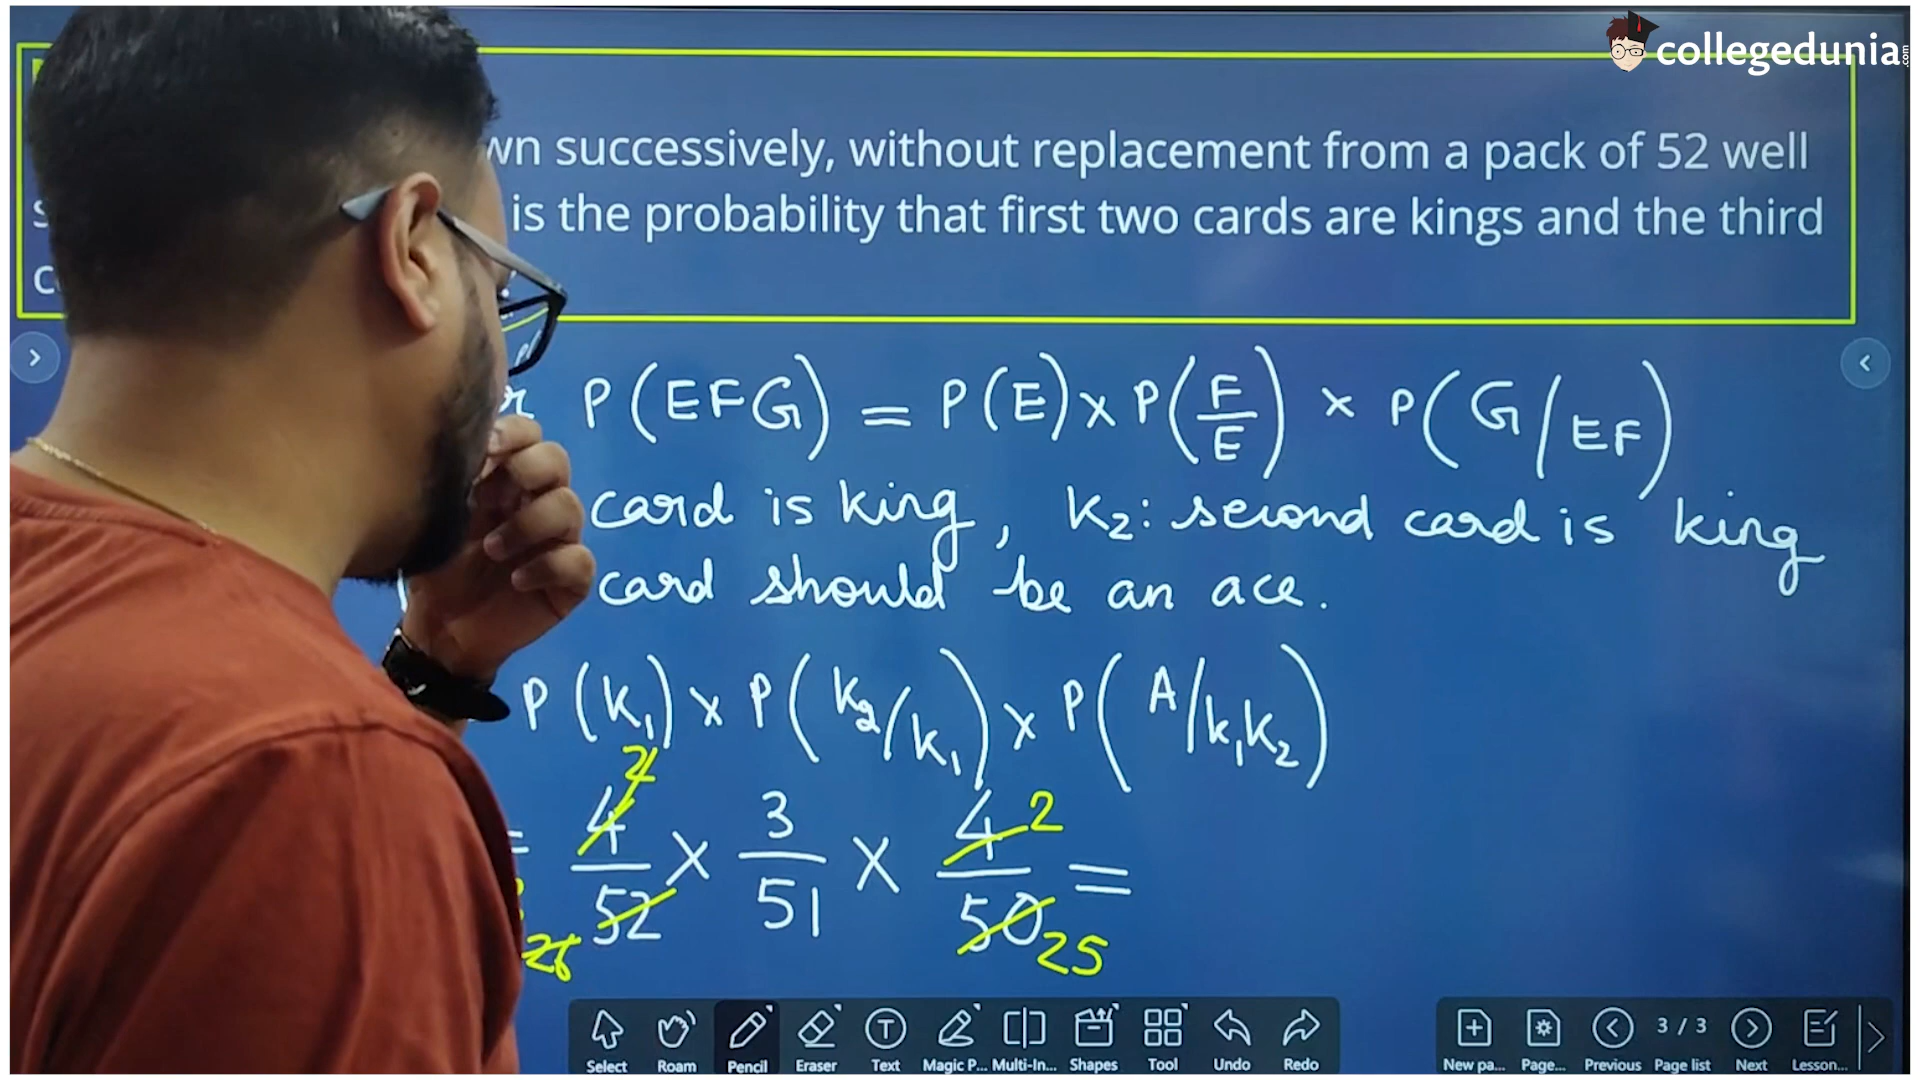 collegedunia
.com
wn successively, without replacement from a pack of 52 well
s is the probability that first two cards are kings and the third
c
P(EFG) = P(E) × P(F/E) × P(G/EF)
card is king, K2: second card is king
card should be an ace.
P(K1) × P(K2/K1) × P(A/K1K2)
2
= 4/52 × 3/51 × 4/50 =
2
26 25
Select Roam Pencil Eraser Text Magic P... Multi-In... Shapes Tool Undo Redo
New pa... Page... Previous 3 / 3 Page list Next Lesson...